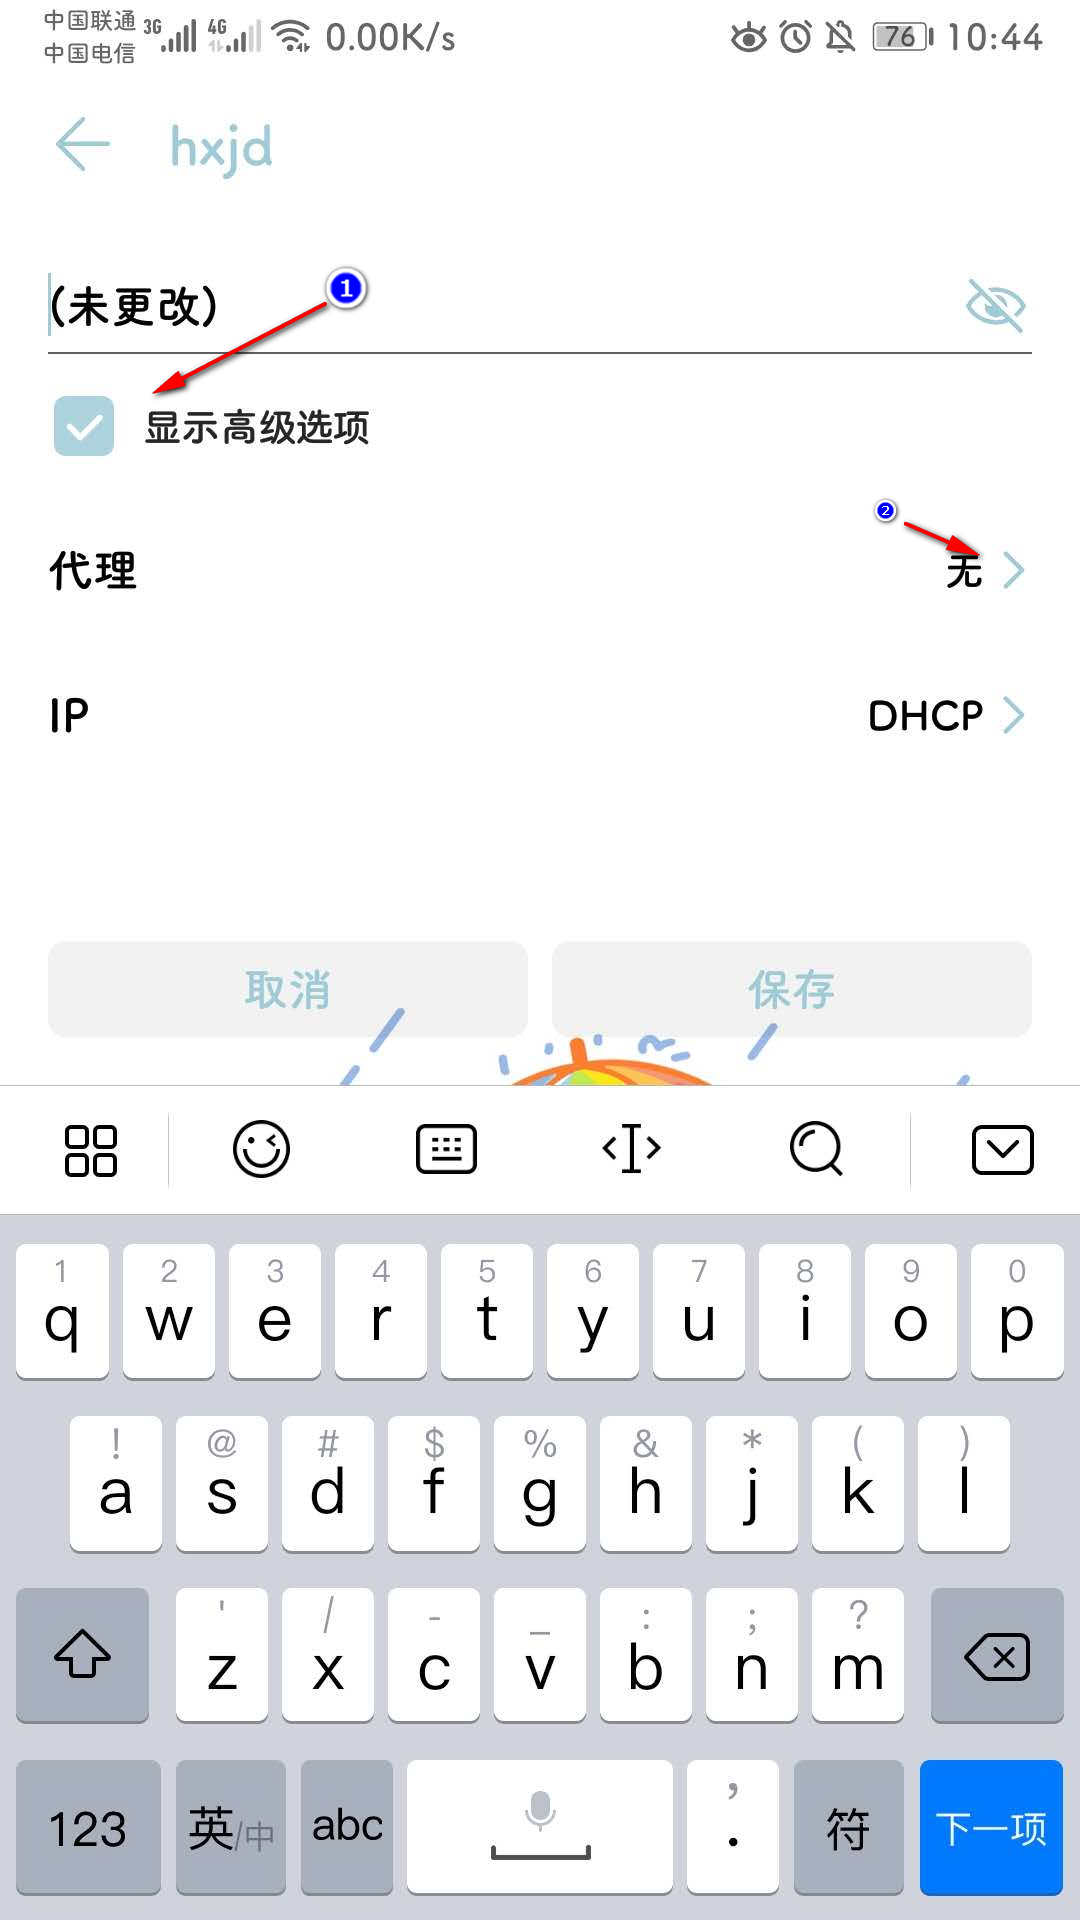 中国联通 3G 4G 0.00K/s 76 10:44
中国电信
hxjd
(未更改)
1
显示高级选项
2
代理 无
IP DHCP
取消 保存
1 2 3 4 5 6 7 8 9 0
q w e r t y u i o p
! @ # $ % & * ( )
a s d f g h j k l
' / - _ : ; ?
z x c v b n m
123 英/中 abc , . 符 下一项